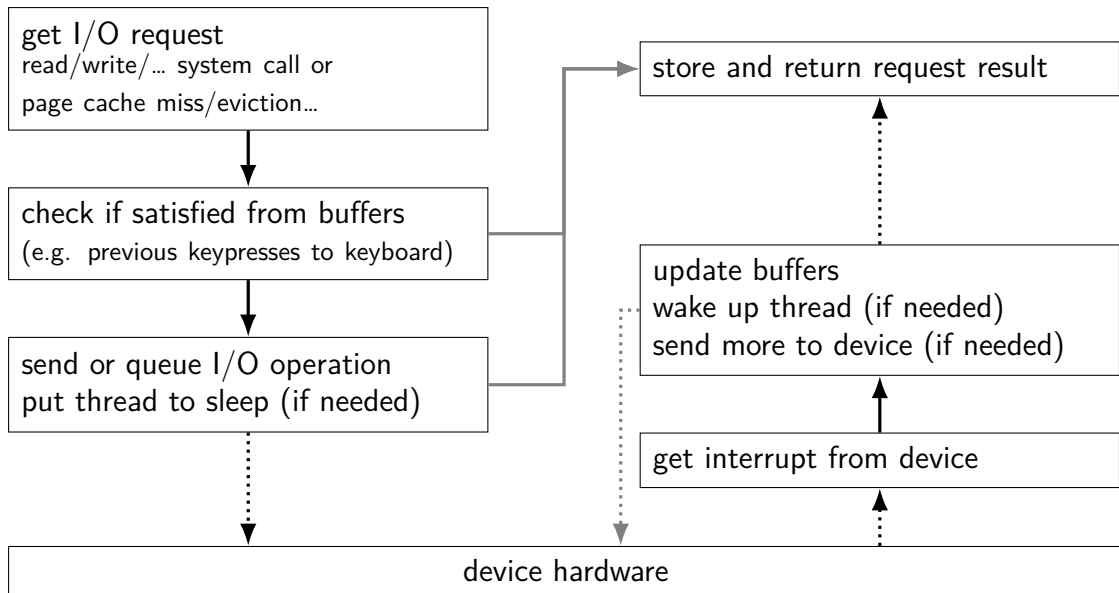 get I/O request
read/write/… system call or
page cache miss/eviction…
store and return request result
check if satisfied from buffers
(e.g. previous keypresses to keyboard)
update buffers
wake up thread (if needed)
send more to device (if needed)
send or queue I/O operation
put thread to sleep (if needed)
get interrupt from device
device hardware